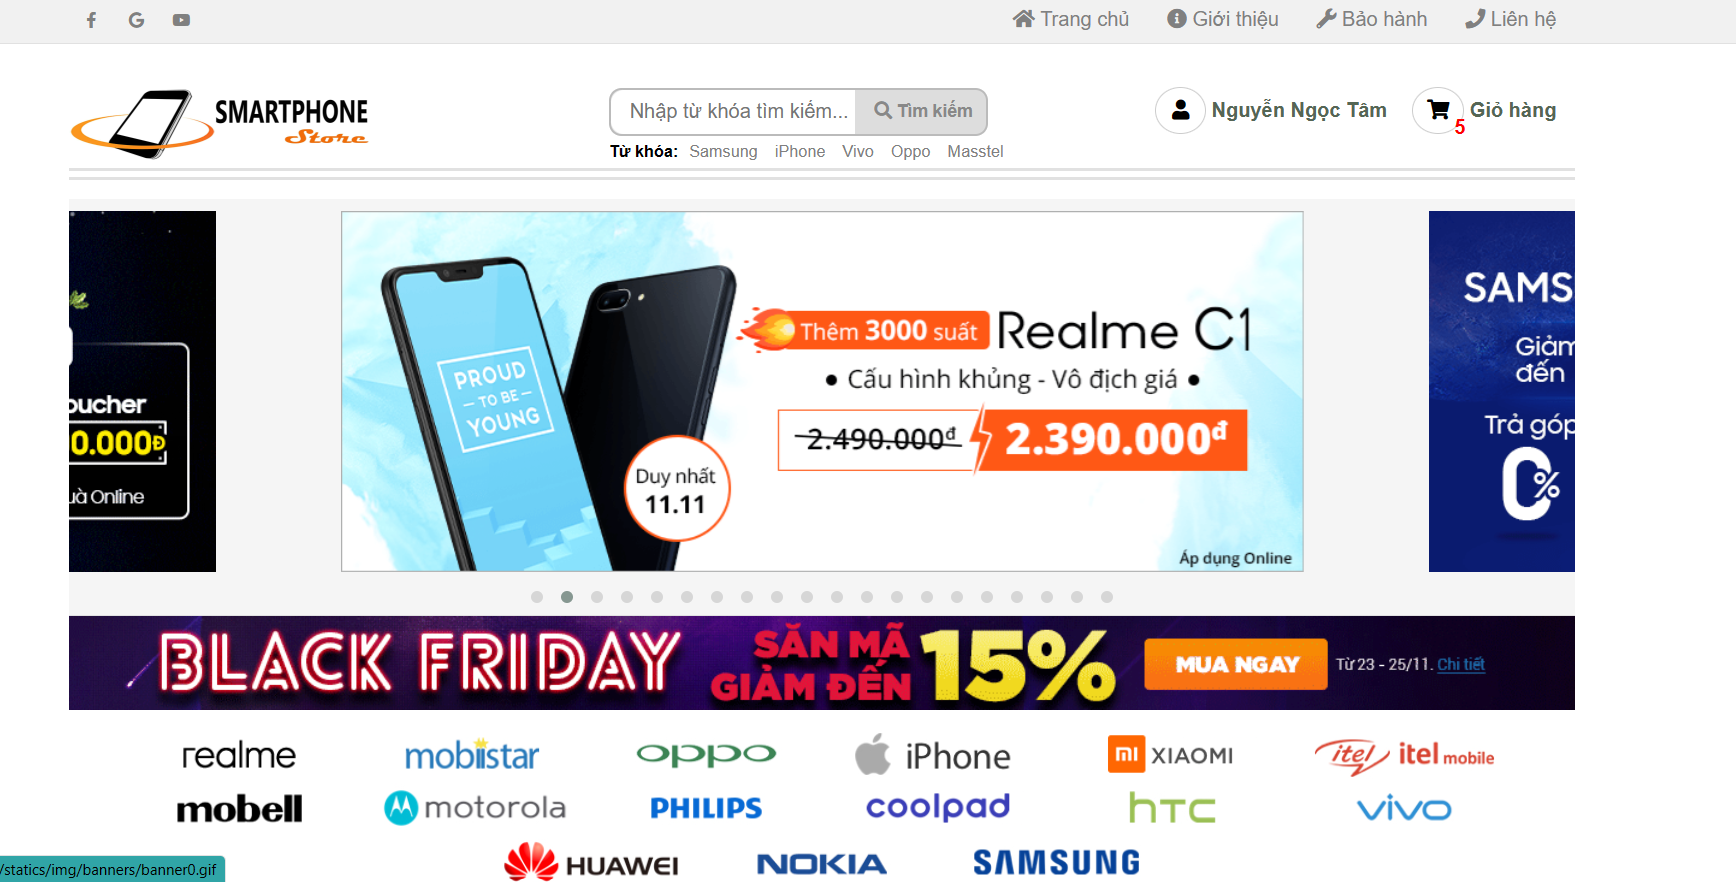 Trang chủ Giới thiệu Bảo hành Liên hệ
SMARTPHONE
Store
Nhập từ khóa tìm kiếm... Tìm kiếm
Nguyễn Ngọc Tâm
5 Giỏ hàng
Từ khóa: Samsung iPhone Vivo Oppo Masstel
oucher
0.000Đ
uà Online
PROUD
TO BE
YOUNG
Duy nhất
11.11
Thêm 3000 suất Realme C1
• Cấu hình khủng - Vô địch giá •
2.490.000đ 2.390.000đ
Áp dụng Online
SAMS
Giảm
đến
Trả góp
0%
BLACK FRIDAY
SĂN MÃ
GIẢM ĐẾN 15%
MUA NGAY
Từ 23 - 25/11. Chi tiết
realme mobiistar oppo iPhone mi XIAOMI itel itel mobile
mobell motorola PHILIPS coolpad hTC vivo
HUAWEI NOKIA SAMSUNG
/statics/img/banners/banner0.gif